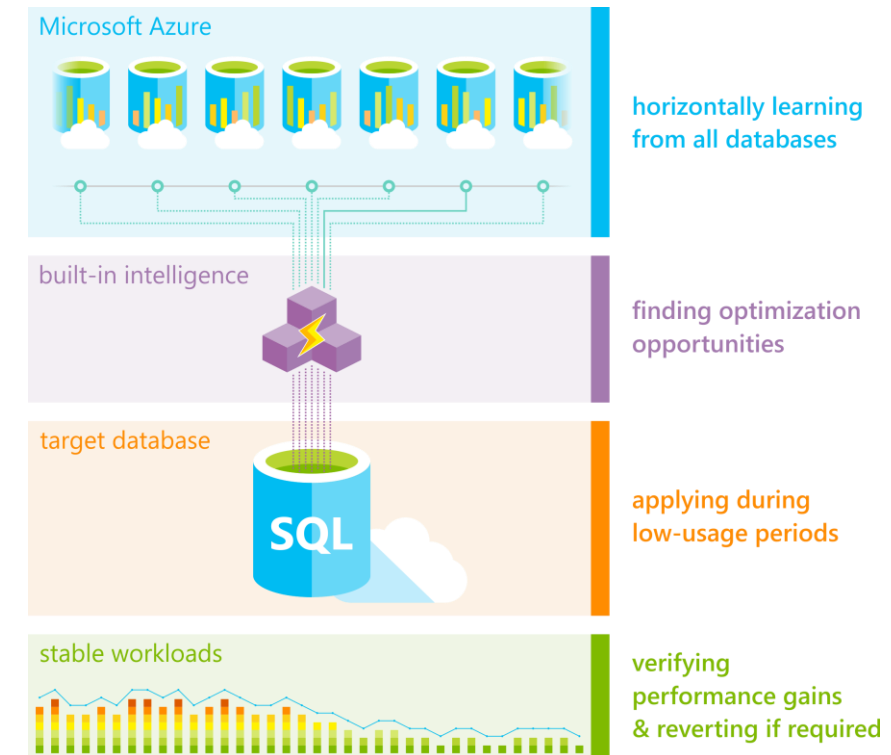 Microsoft Azure
horizontally learning
from all databases
built-in intelligence
finding optimization
opportunities
target database
SQL
applying during
low-usage periods
stable workloads
verifying
performance gains
& reverting if required